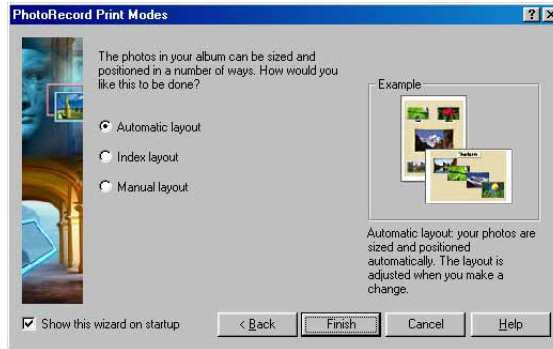 PhotoRecord Print Modes
The photos in your album can be sized and
positioned in a number of ways. How would you
like this to be done?
Automatic layout
Index layout
Manual layout
Example
Nature
Automatic layout: your photos are
sized and positioned
automatically. The layout is
adjusted when you make a
change.
Show this wizard on startup
< Back
Finish
Cancel
Help